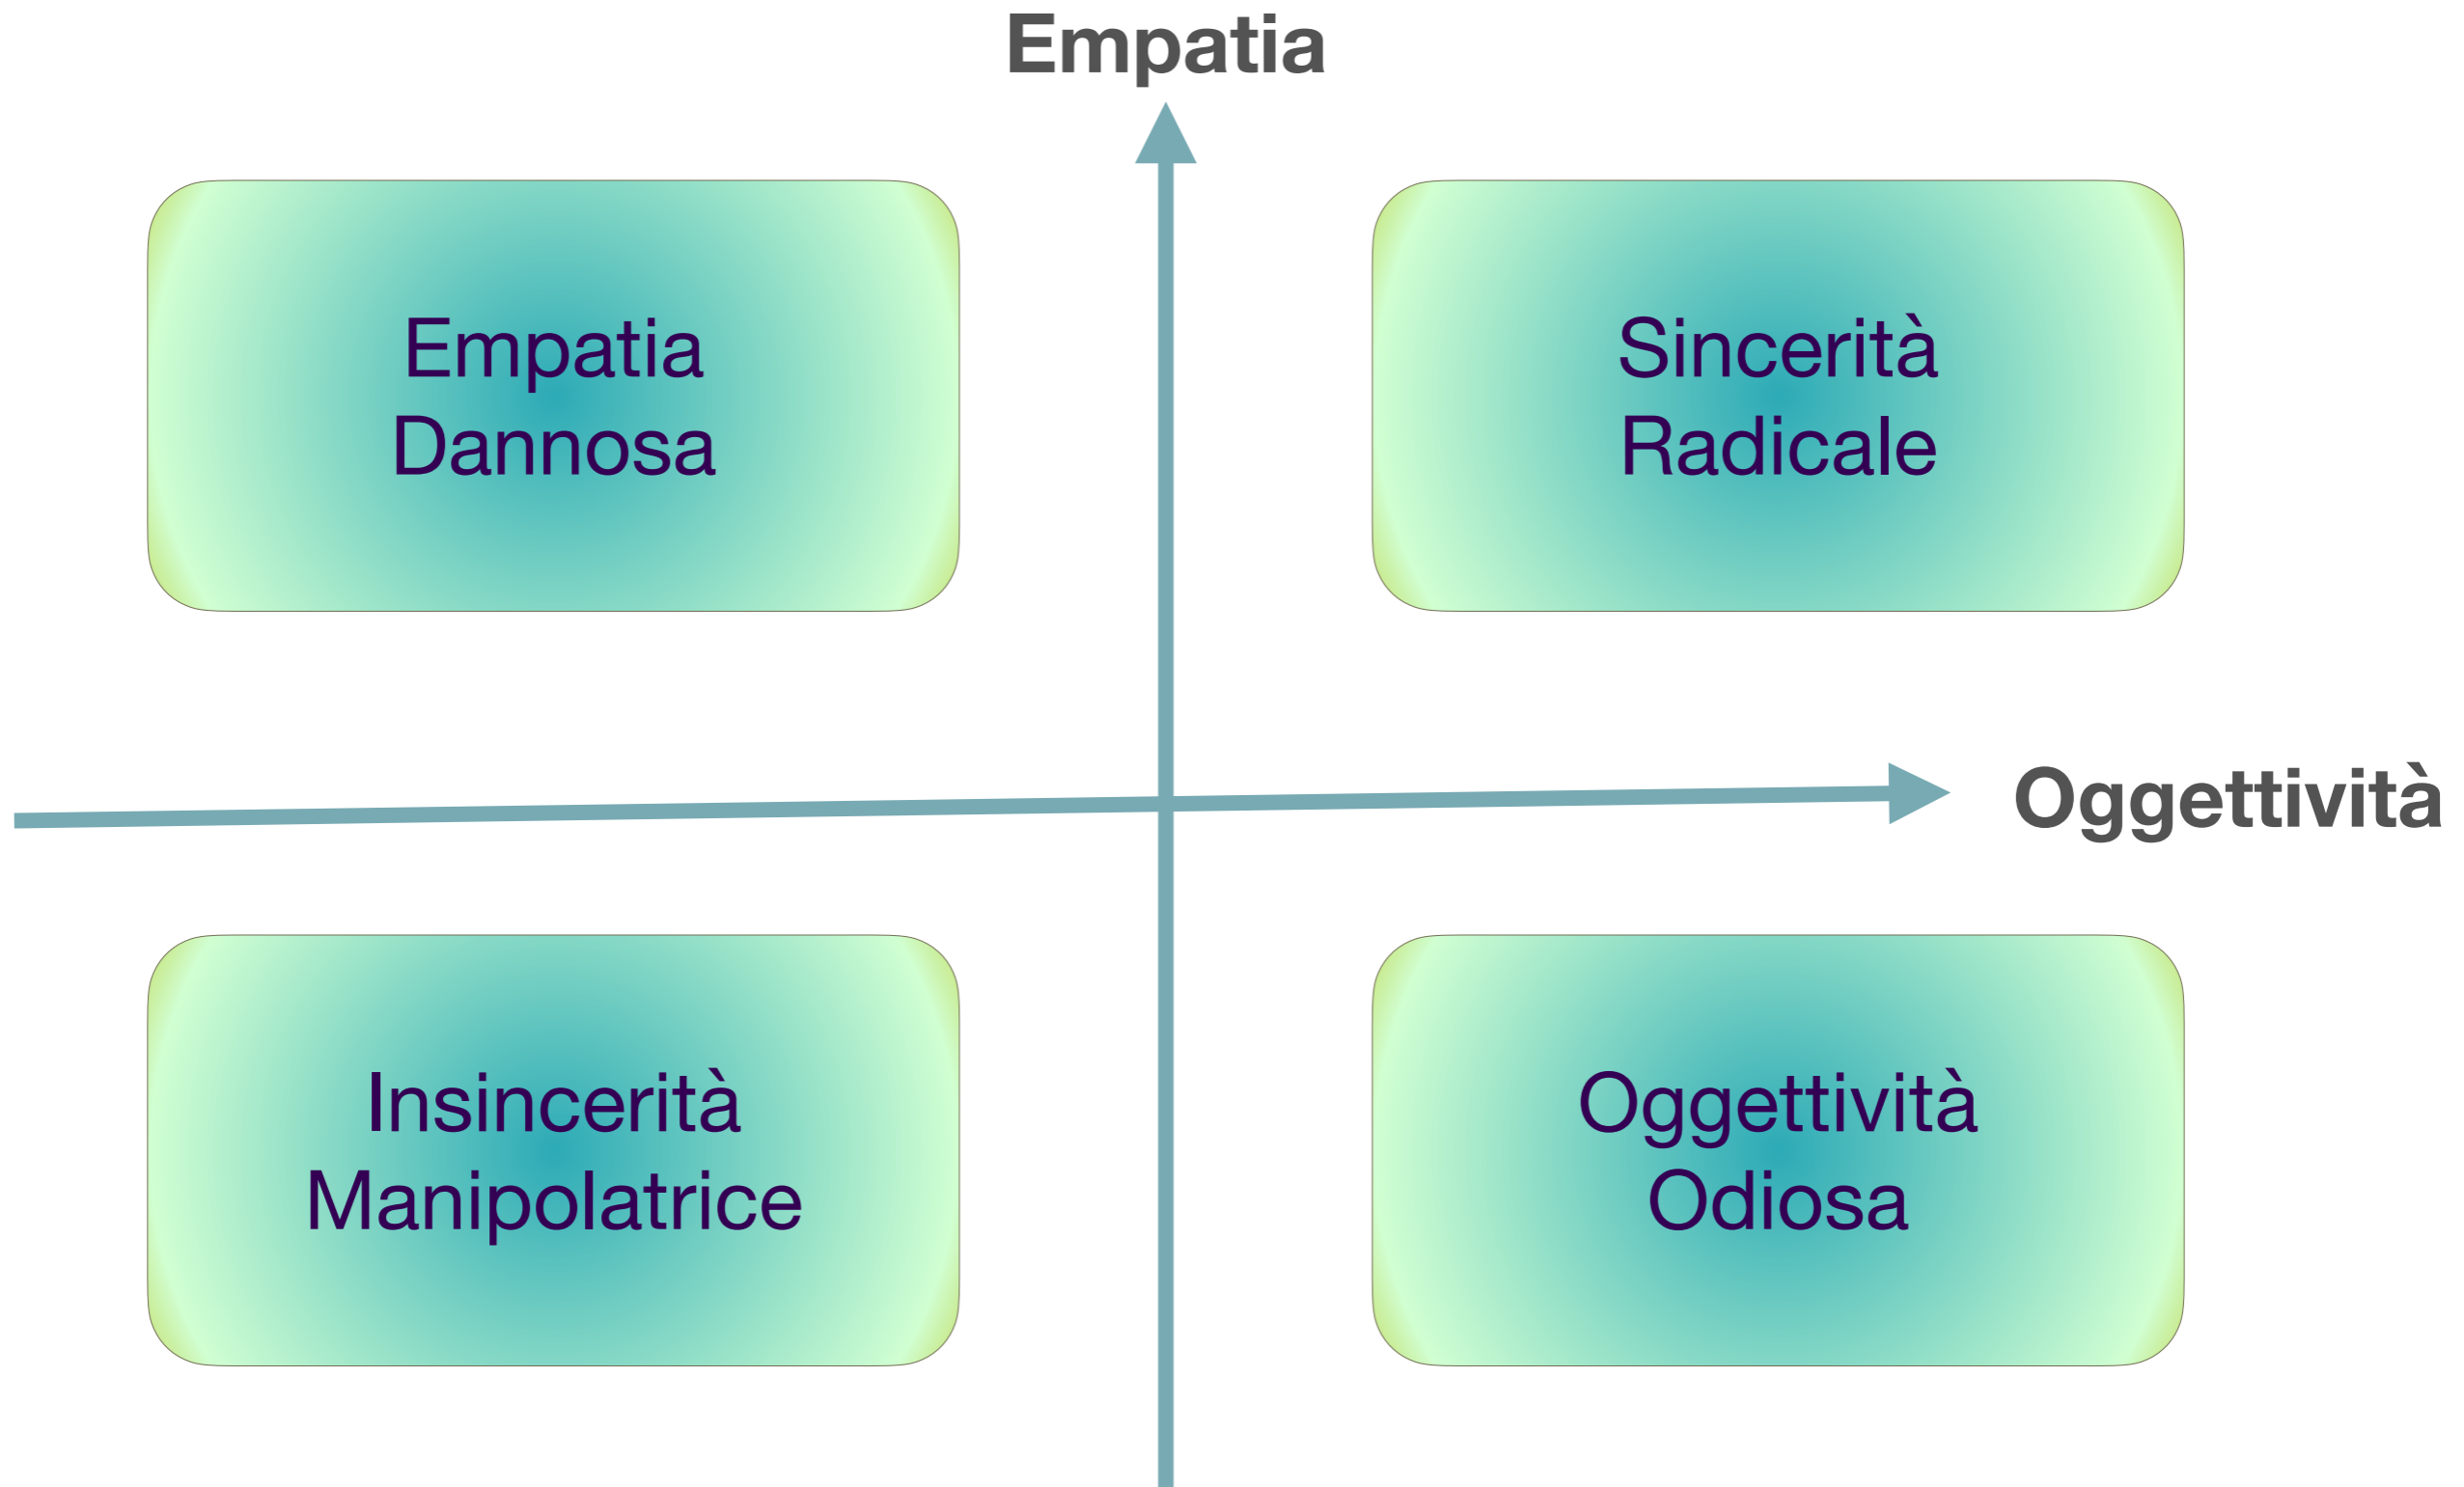 Empatia
Empatia
Dannosa
Sincerità
Radicale
Oggettività
Insincerità
Manipolatrice
Oggettività
Odiosa